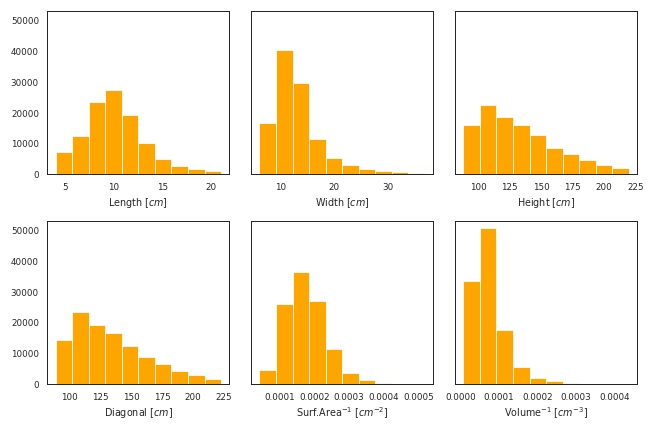 50000
40000
30000
20000
10000
0
5 10 15 20
Length [cm]
10 20 30
Width [cm]
100 125 150 175 200 225
Height [cm]
50000
40000
30000
20000
10000
0
100 125 150 175 200 225
Diagonal [cm]
0.0001 0.0002 0.0003 0.0004 0.0005
Surf.Area⁻¹ [cm⁻²]
0.0000 0.0001 0.0002 0.0003 0.0004
Volume⁻¹ [cm⁻³]